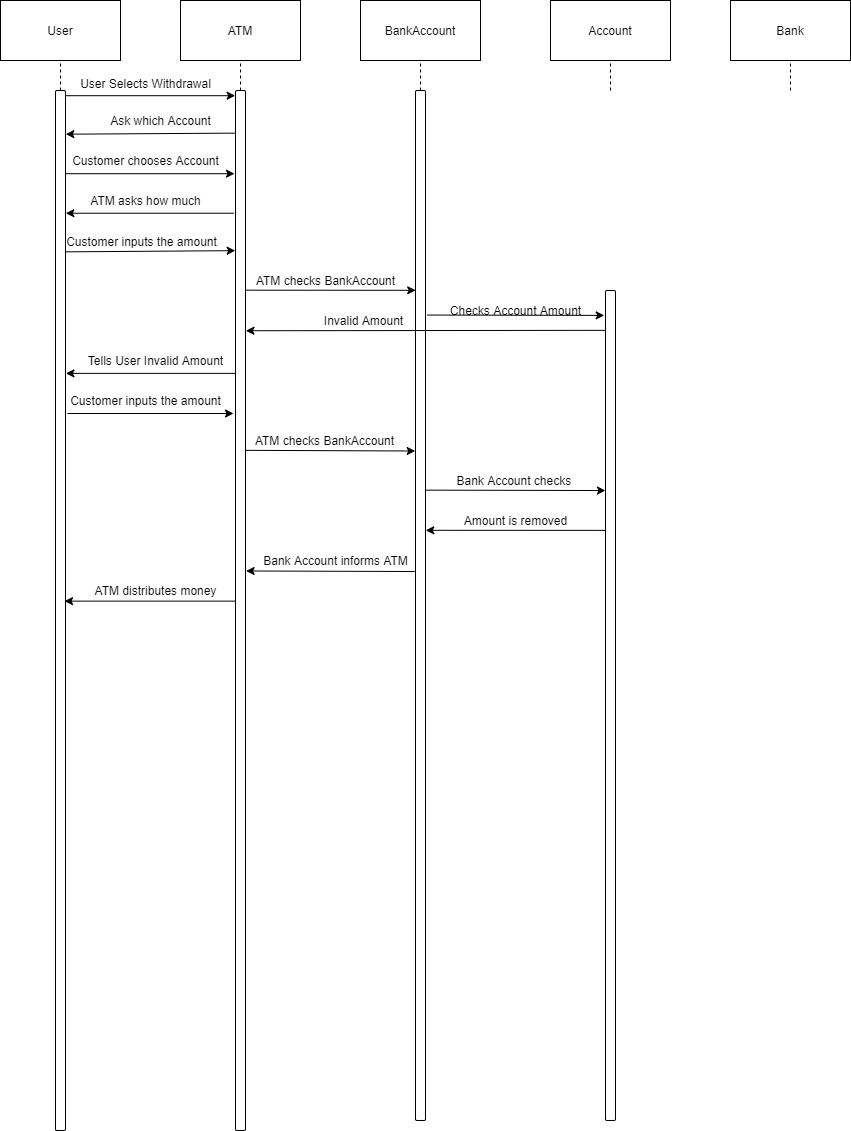 User
ATM
BankAccount
Account
Bank
User Selects Withdrawal
Ask which Account
Customer chooses Account
ATM asks how much
Customer inputs the amount
ATM checks BankAccount
Checks Account Amount
Invalid Amount
Tells User Invalid Amount
Customer inputs the amount
ATM checks BankAccount
Bank Account checks
Amount is removed
Bank Account informs ATM
ATM distributes money